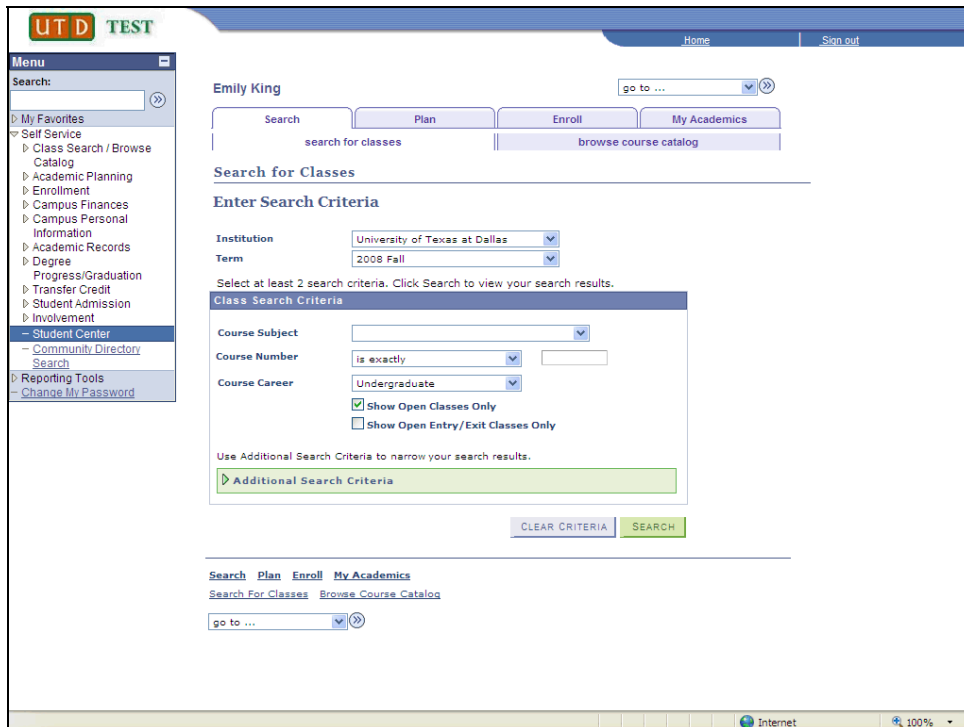 UTD TEST
Home Sign out
Menu
Search:
My Favorites
Self Service
Class Search / Browse
Catalog
Academic Planning
Enrollment
Campus Finances
Campus Personal
Information
Academic Records
Degree
Progress/Graduation
Transfer Credit
Student Admission
Involvement
Student Center
Community Directory
Search
Reporting Tools
Change My Password
Emily King
go to ...
Search Plan Enroll My Academics
search for classes browse course catalog
Search for Classes
Enter Search Criteria
Institution University of Texas at Dallas
Term 2008 Fall
Select at least 2 search criteria. Click Search to view your search results.
Class Search Criteria
Course Subject
Course Number is exactly
Course Career Undergraduate
Show Open Classes Only
Show Open Entry/Exit Classes Only
Use Additional Search Criteria to narrow your search results.
Additional Search Criteria
CLEAR CRITERIA SEARCH
Search Plan Enroll My Academics
Search For Classes Browse Course Catalog
go to ...
Internet 100%